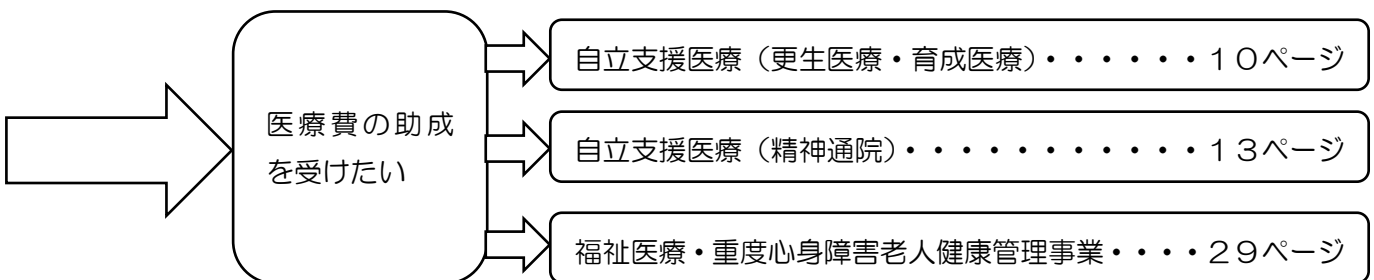 医療費の助成
を受けたい
自立支援医療（更生医療・育成医療）・・・・・・１０ページ
自立支援医療（精神通院）・・・・・・・・・・・１３ページ
福祉医療・重度心身障害老人健康管理事業・・・・２９ページ